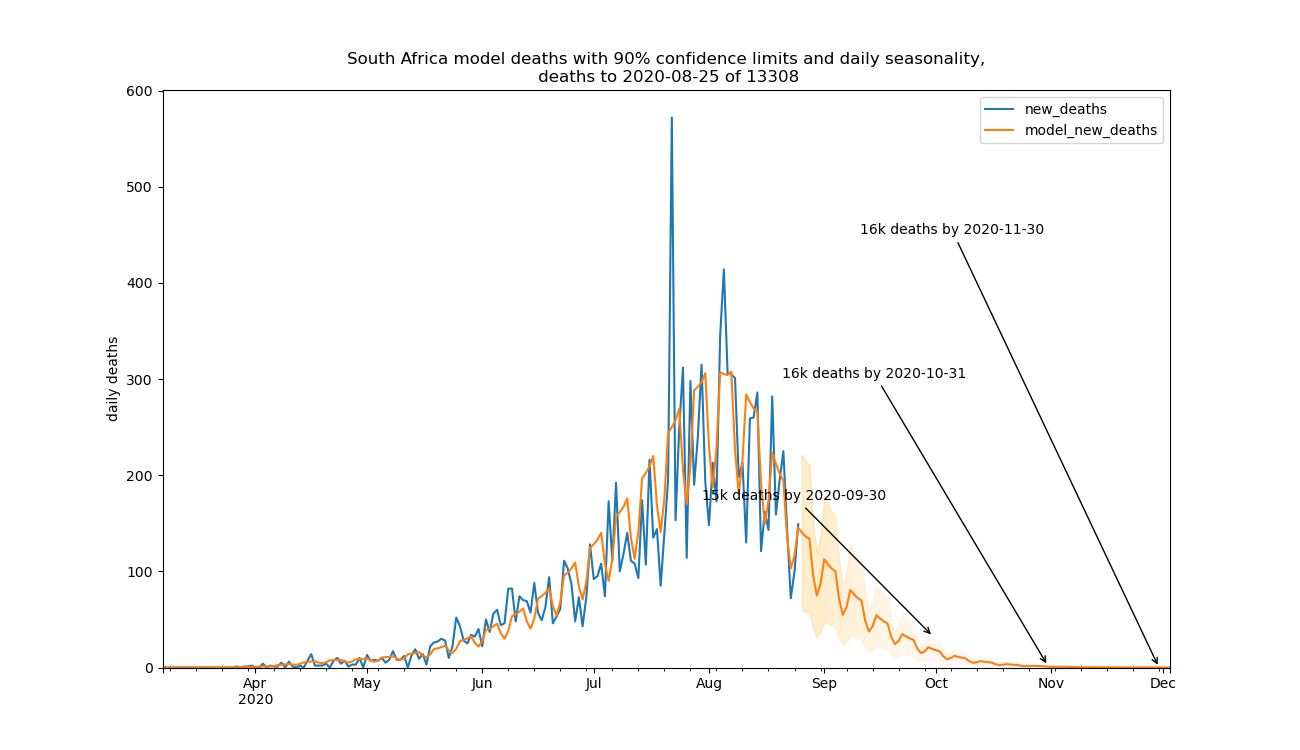 South Africa model deaths with 90% confidence limits and daily seasonality,
deaths to 2020-08-25 of 13308
600
new_deaths
model_new_deaths
500
16k deaths by 2020-11-30
400
daily deaths
300
16k deaths by 2020-10-31
200
15k deaths by 2020-09-30
100
0
Apr May Jun Jul Aug Sep Oct Nov Dec
2020